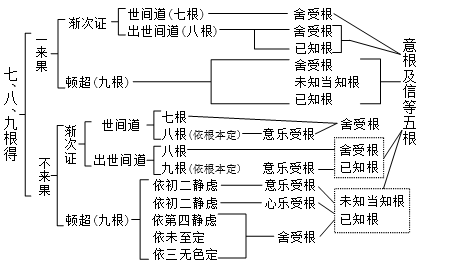 七、八、九根得
一来果
渐次证
世间道(七根)
舍受根
出世间道(八根)
舍受根
已知根
顿超(九根)
舍受根
未知当知根
已知根
意根及信等五根
不来果
渐次证
世间道
七根
八根(依根本定)
意乐受根
舍受根
出世间道
八根
舍受根
九根(依根本定)
意乐受根
已知根
顿超(九根)
依初二静虑
意乐受根
依初二静虑
心乐受根
依第四静虑
依未至定
依三无色定
舍受根
未知当知根
已知根